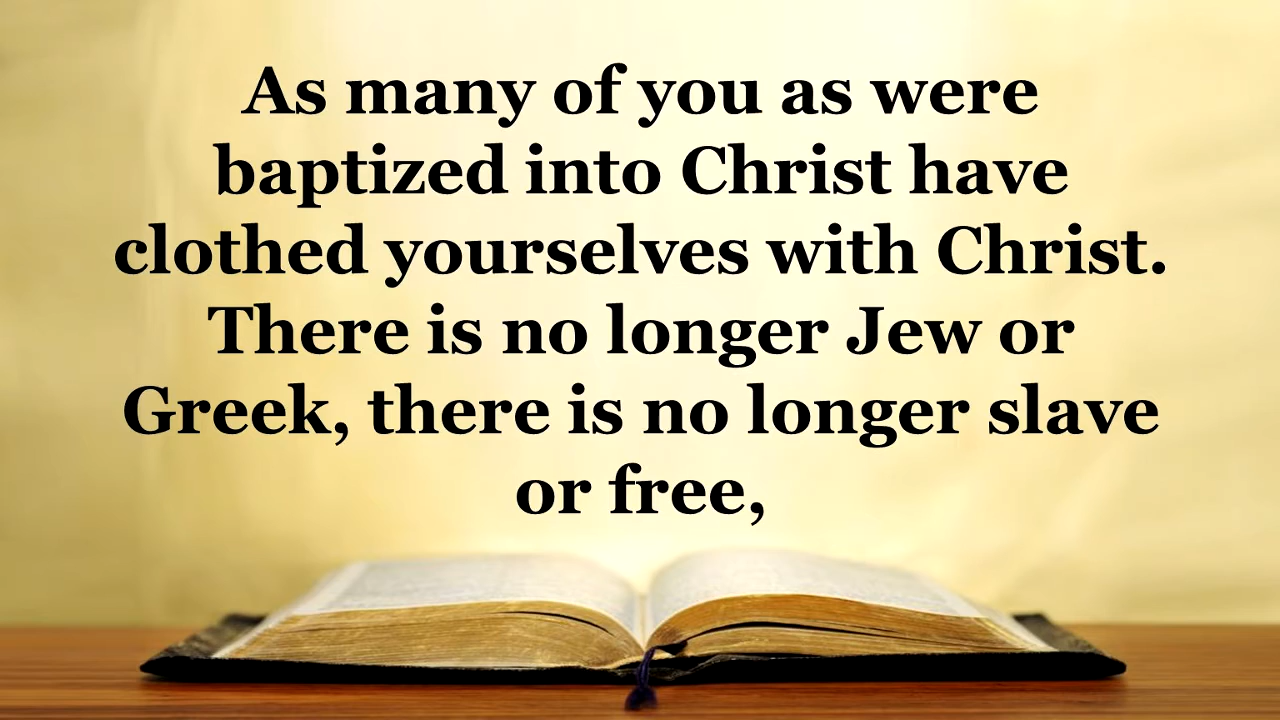 As many of you as were
baptized into Christ have
clothed yourselves with Christ.
There is no longer Jew or
Greek, there is no longer slave
or free,